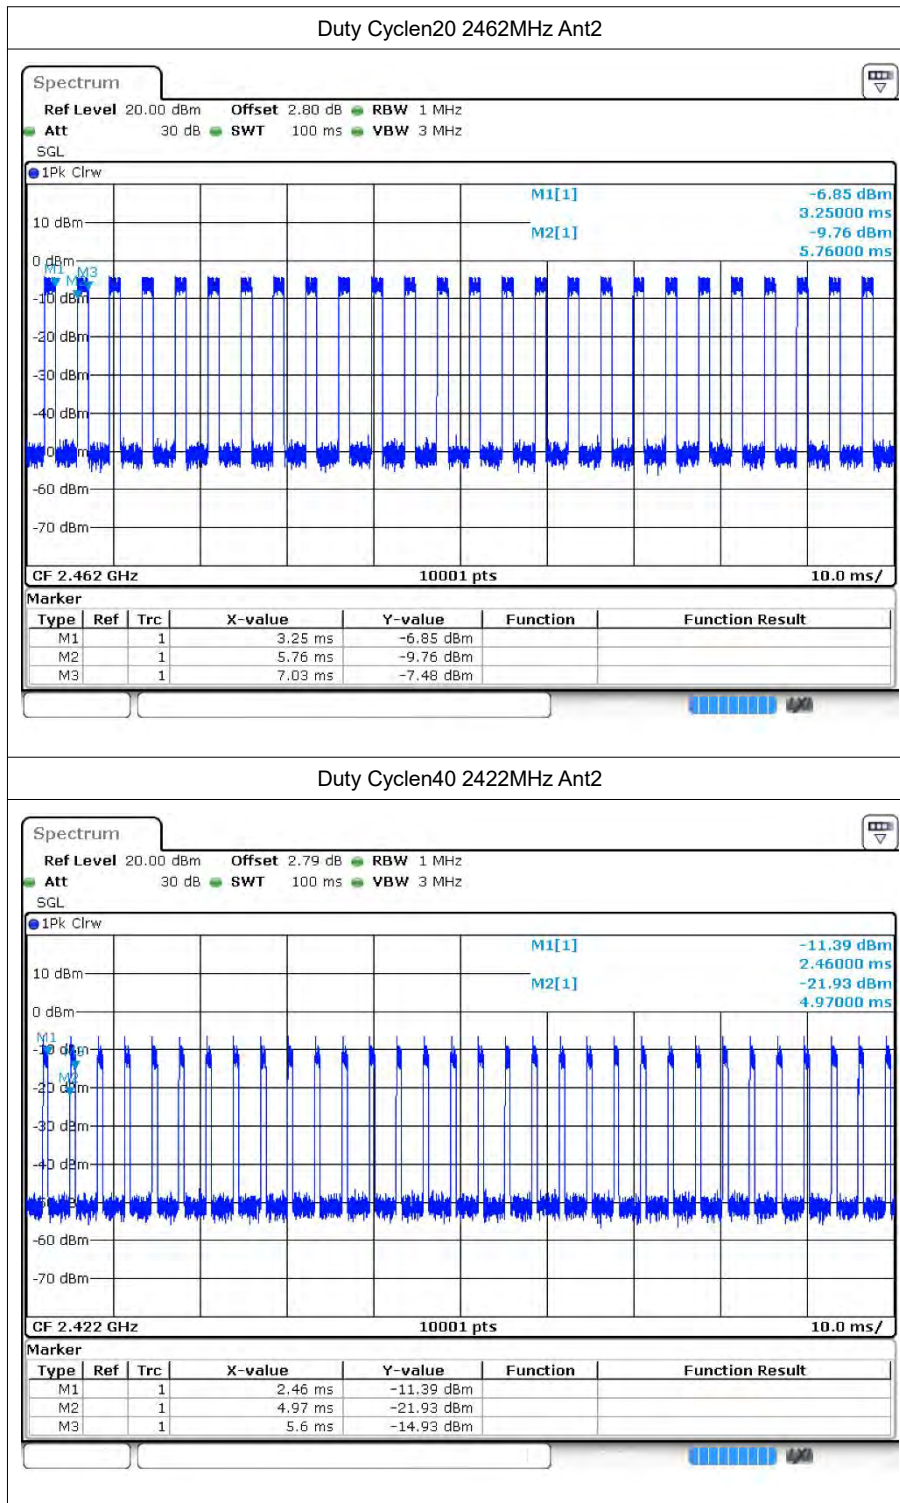 Duty Cyclen20 2462MHz Ant2
Spectrum
Ref Level 20.00 dBm Offset 2.80 dB RBW 1 MHz
Att 30 dB SWT 100 ms VBW 3 MHz
SGL
1Pk Clrw
M1[1] -6.85 dBm
3.25000 ms
10 dBm
M2[1] -9.76 dBm
5.76000 ms
0 dBm
M1 M3
-10 dBm
-20 dBm
-30 dBm
-40 dBm
-60 dBm
-70 dBm
CF 2.462 GHz 10001 pts 10.0 ms/
Marker
Type Ref Trc X-value Y-value Function Function Result
M1 1 3.25 ms -6.85 dBm
M2 1 5.76 ms -9.76 dBm
M3 1 7.03 ms -7.48 dBm
Duty Cyclen40 2422MHz Ant2
Spectrum
Ref Level 20.00 dBm Offset 2.79 dB RBW 1 MHz
Att 30 dB SWT 100 ms VBW 3 MHz
SGL
1Pk Clrw
M1[1] -11.39 dBm
2.46000 ms
10 dBm
M2[1] -21.93 dBm
4.97000 ms
0 dBm
M1
-20 dBm
-30 dBm
-40 dBm
-60 dBm
-70 dBm
CF 2.422 GHz 10001 pts 10.0 ms/
Marker
Type Ref Trc X-value Y-value Function Function Result
M1 1 2.46 ms -11.39 dBm
M2 1 4.97 ms -21.93 dBm
M3 1 5.6 ms -14.93 dBm